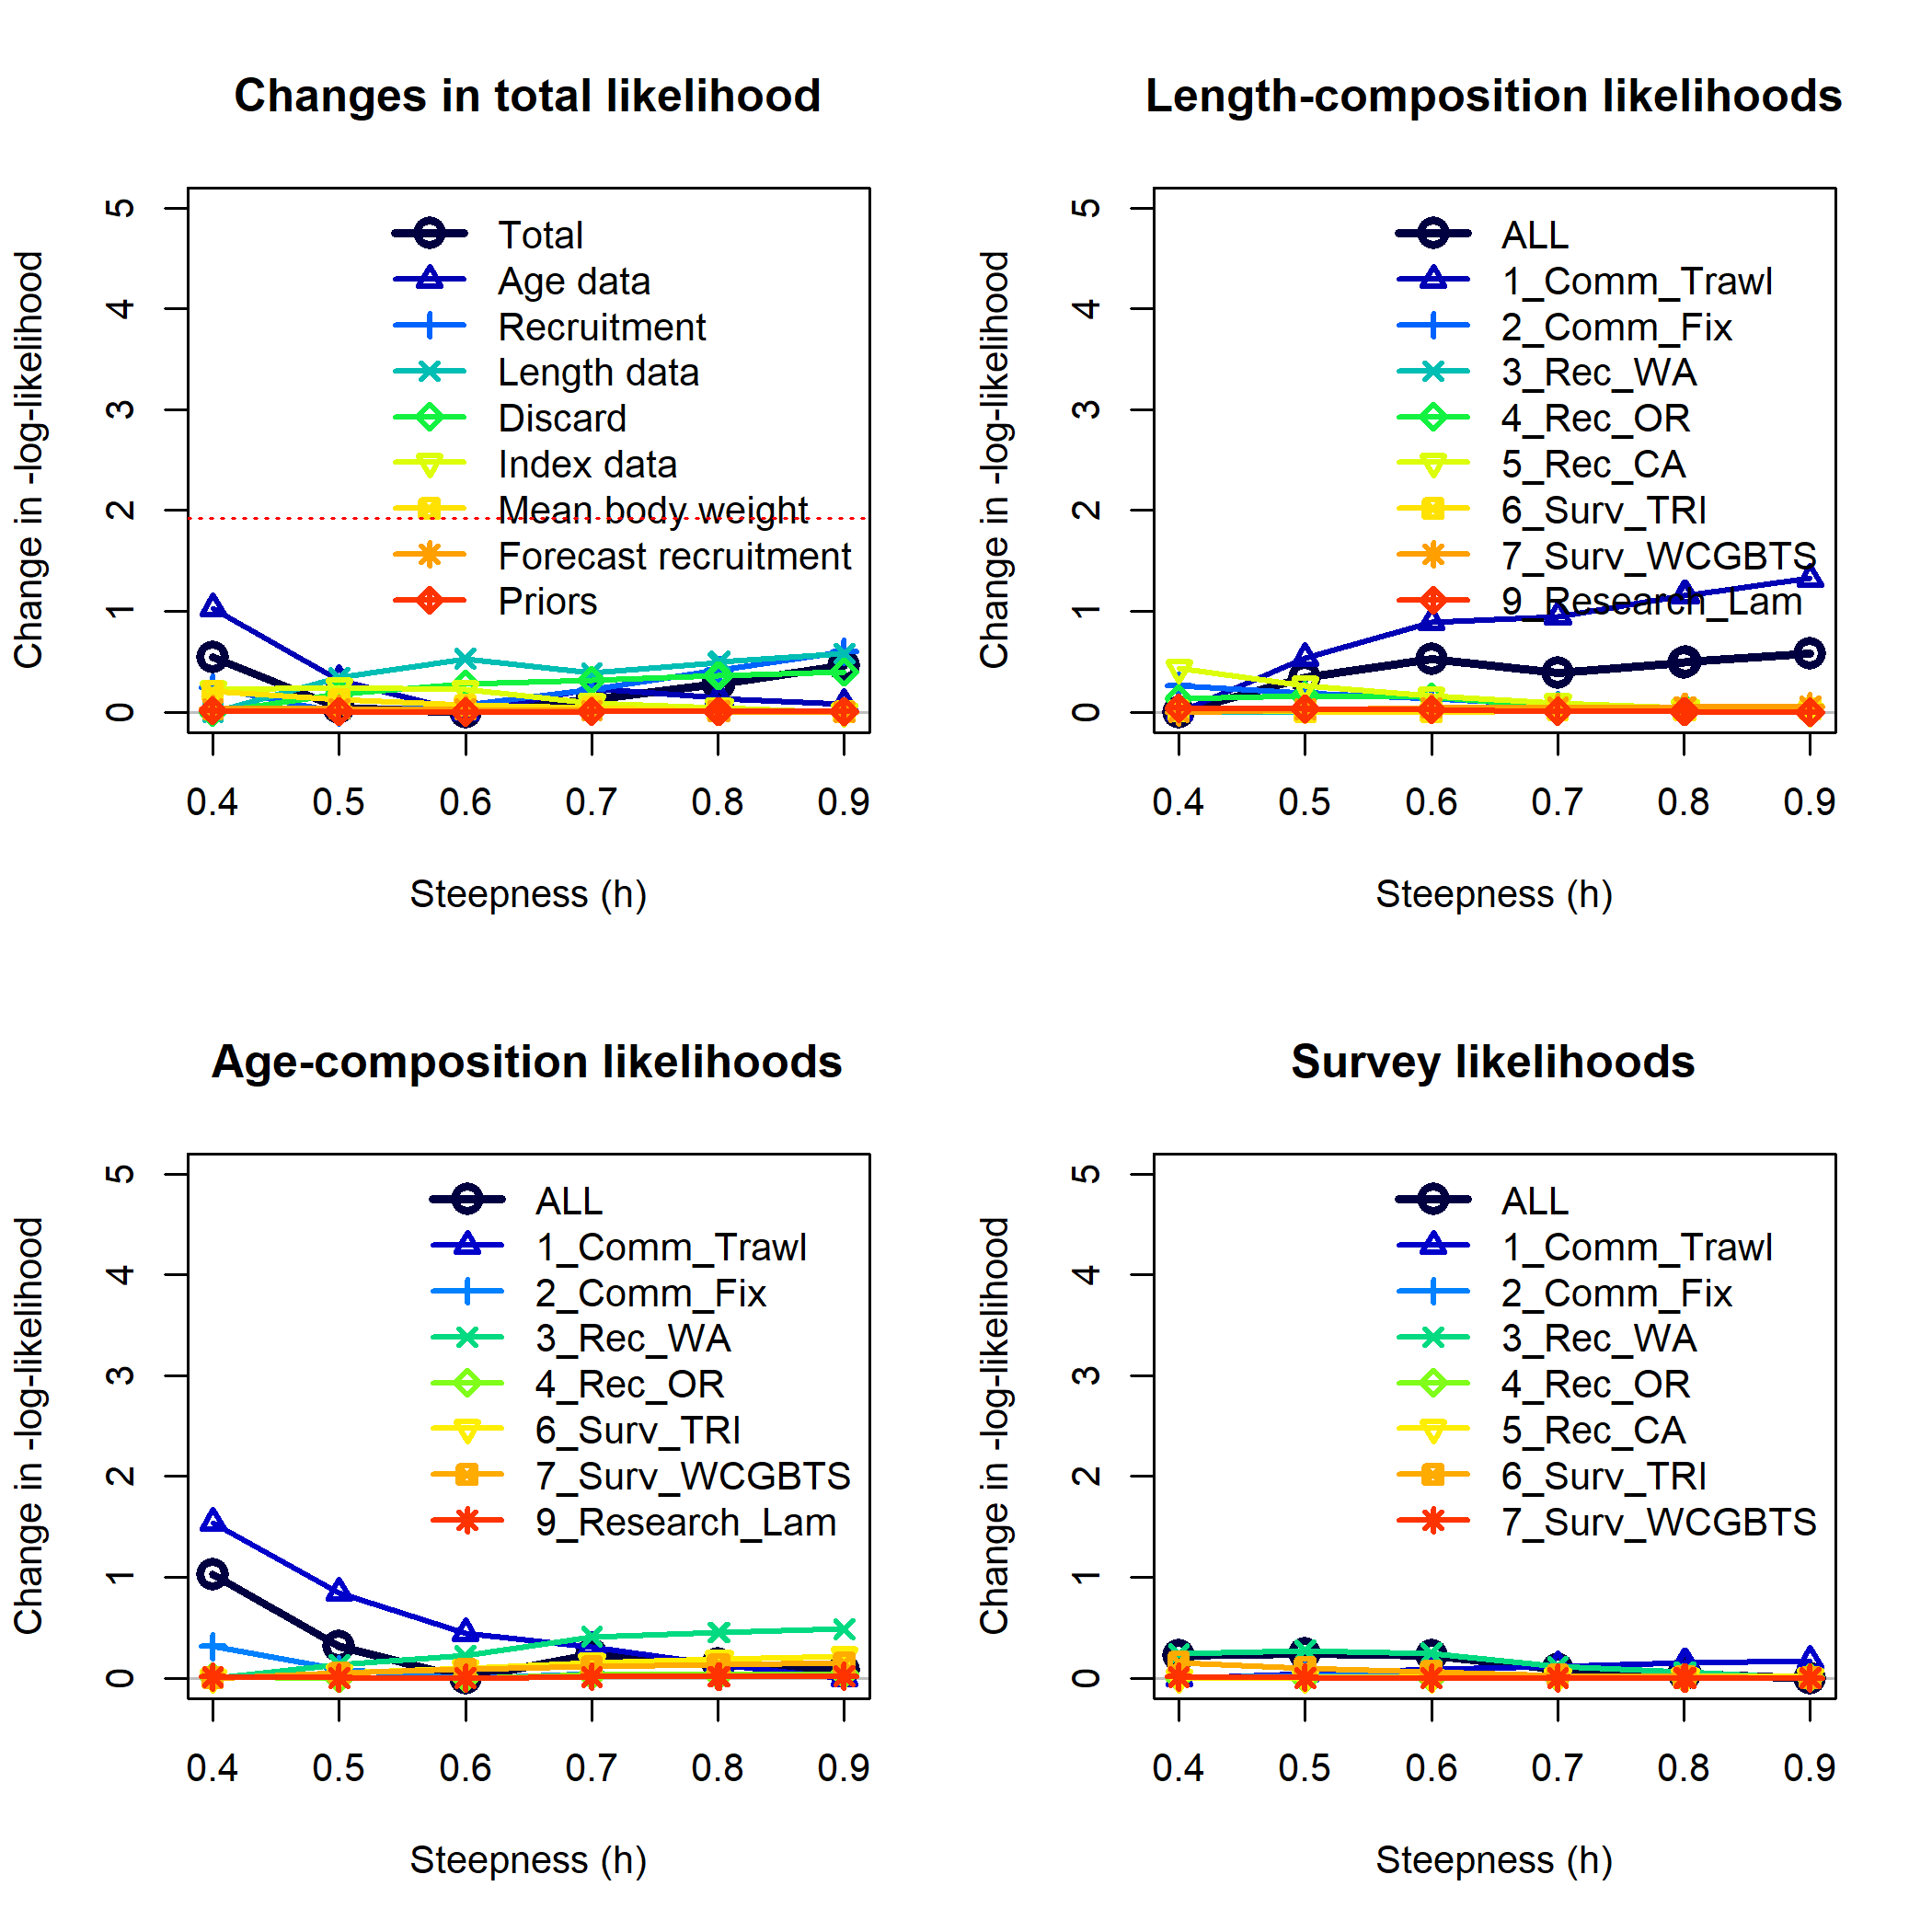 Changes in total likelihood
Change in -log-likelihood
5
4
3
2
1
0
Total
Age data
Recruitment
Length data
Discard
Index data
Mean body weight
Forecast recruitment
Priors
0.4 0.5 0.6 0.7 0.8 0.9
Steepness (h)
Length-composition likelihoods
Change in -log-likelihood
5
4
3
2
1
0
ALL
1_Comm_Trawl
2_Comm_Fix
3_Rec_WA
4_Rec_OR
5_Rec_CA
6_Surv_TRI
7_Surv_WCGBTS
9_Research_Lam
0.4 0.5 0.6 0.7 0.8 0.9
Steepness (h)
Age-composition likelihoods
Change in -log-likelihood
5
4
3
2
1
0
ALL
1_Comm_Trawl
2_Comm_Fix
3_Rec_WA
4_Rec_OR
6_Surv_TRI
7_Surv_WCGBTS
9_Research_Lam
0.4 0.5 0.6 0.7 0.8 0.9
Steepness (h)
Survey likelihoods
Change in -log-likelihood
5
4
3
2
1
0
ALL
1_Comm_Trawl
2_Comm_Fix
3_Rec_WA
4_Rec_OR
5_Rec_CA
6_Surv_TRI
7_Surv_WCGBTS
0.4 0.5 0.6 0.7 0.8 0.9
Steepness (h)